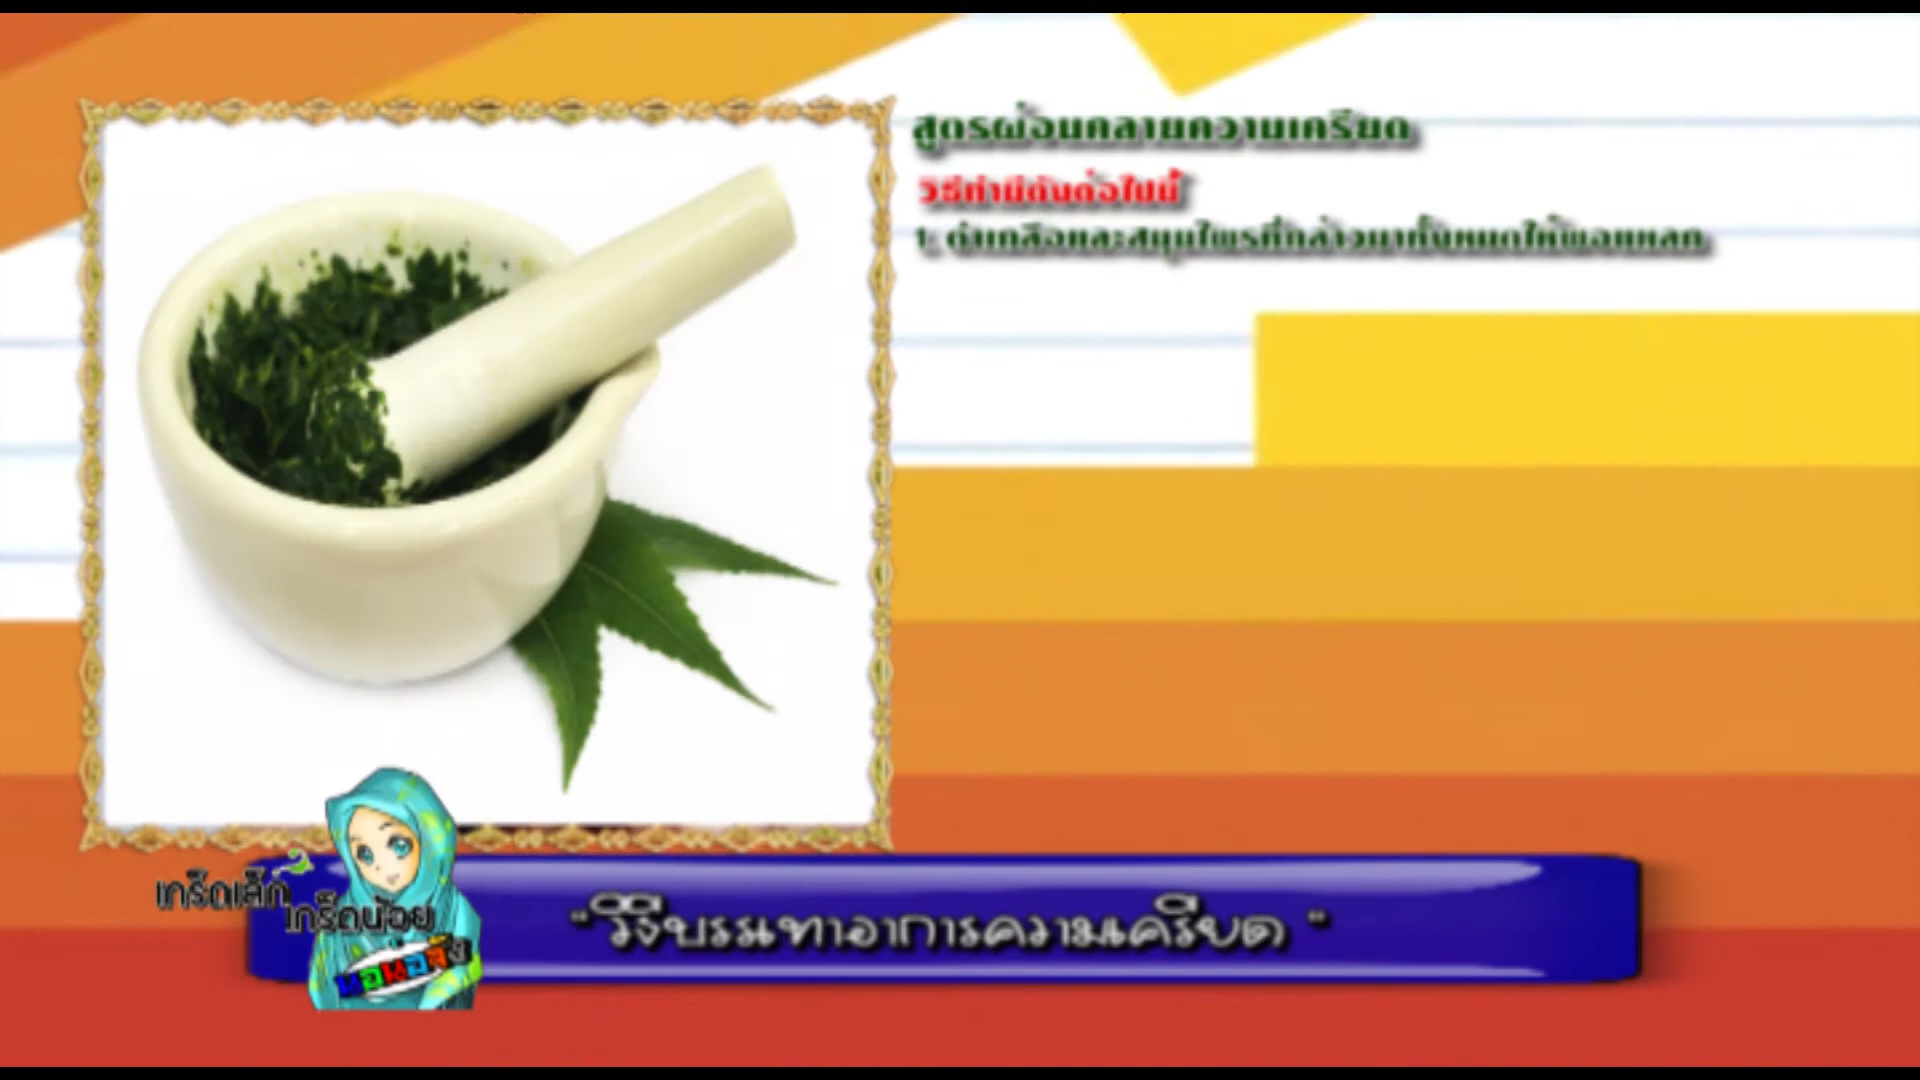 สูตรผ่อนคลายความเครียด
วิธีทำมีดังต่อไปนี้
1. ตำเกลือและสมุนไพรที่กล่าวมาทั้งหมดให้พอแหลก
เกร็ดเล็ก
เกร็ดน้อย
"วิธีบรรเทาอาการความเครียด"